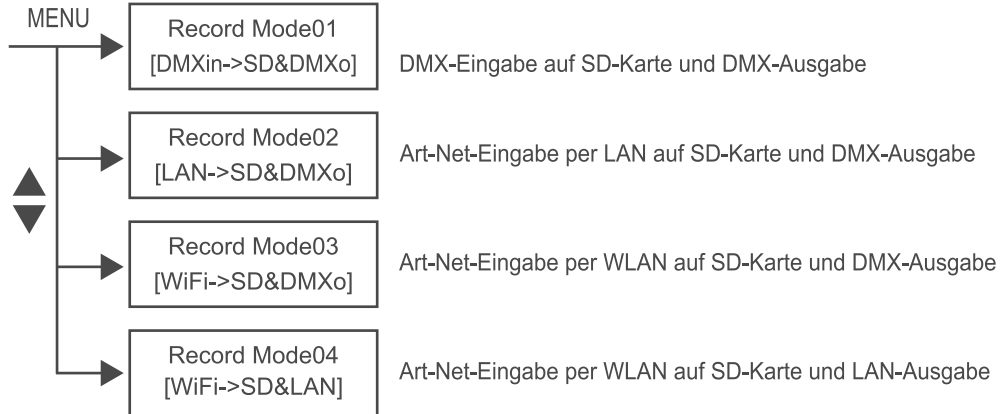 MENU
Record Mode01
[DMXin->SD&DMXo]
DMX-Eingabe auf SD-Karte und DMX-Ausgabe
Record Mode02
[LAN->SD&DMXo]
Art-Net-Eingabe per LAN auf SD-Karte und DMX-Ausgabe
Record Mode03
[WiFi->SD&DMXo]
Art-Net-Eingabe per WLAN auf SD-Karte und DMX-Ausgabe
Record Mode04
[WiFi->SD&LAN]
Art-Net-Eingabe per WLAN auf SD-Karte und LAN-Ausgabe